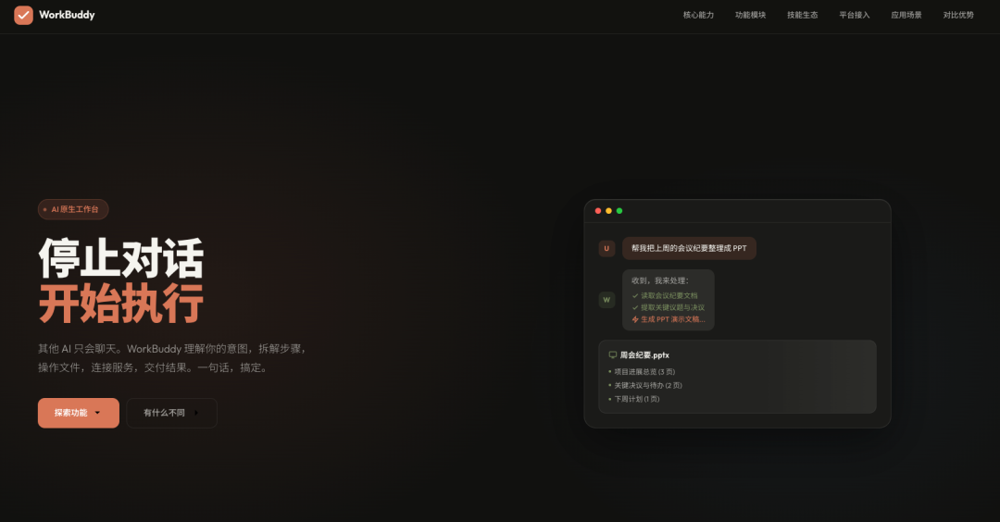 WorkBuddy
核心能力
功能模块
技能生态
平台接入
应用场景
对比优势
AI 原生工作台
停止对话
开始执行
其他 AI 只会聊天。WorkBuddy 理解你的意图，拆解步骤，
操作文件，连接服务，交付结果。一句话，搞定。
探索功能
有什么不同
U
帮我把上周的会议纪要整理成 PPT
W
收到，我来处理：
读取会议纪要文档
提取关键议题与决议
生成 PPT 演示文稿...
周会纪要.pptx
项目进展总览 (3 页)
关键决议与待办 (2 页)
下周计划 (1 页)